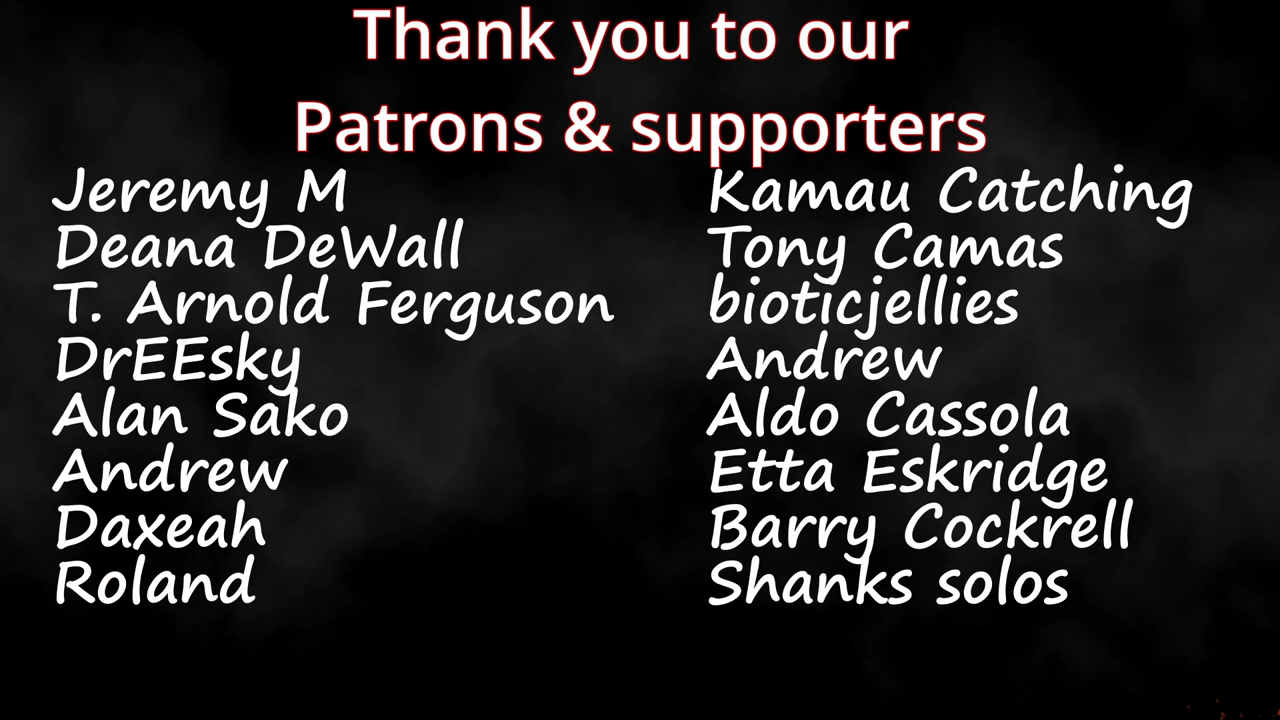 Thank you to our
Patrons & supporters
Jeremy M
Deana DeWall
T. Arnold Ferguson
DrEEsky
Alan Sako
Andrew
Daxeah
Roland
Kamau Catching
Tony Camas
bioticjellies
Andrew
Aldo Cassola
Etta Eskridge
Barry Cockrell
Shanks solos